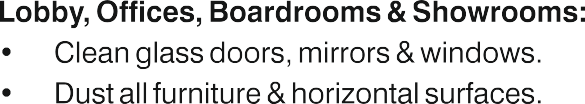 Lobby, Offices, Boardrooms & Showrooms:
• Clean glass doors, mirrors & windows.
• Dust all furniture & horizontal surfaces.